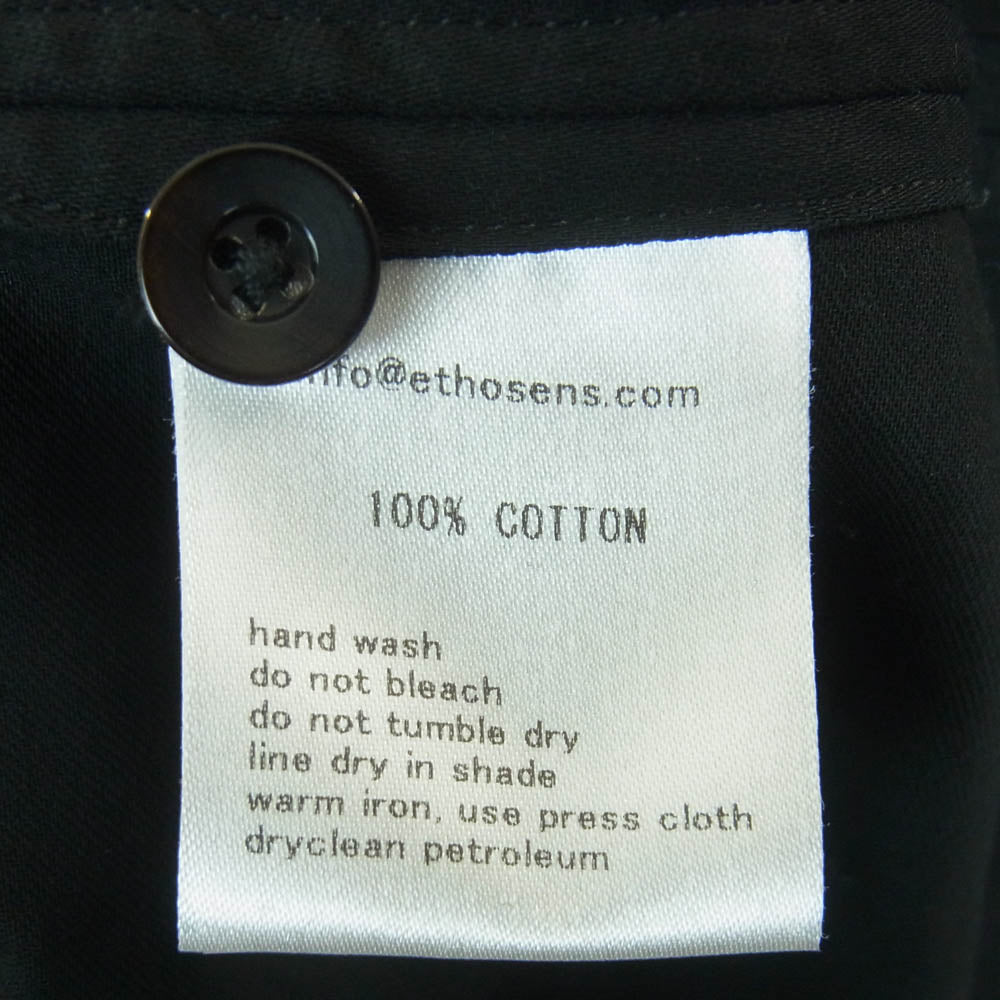 info@ethosens.com
100% COTTON
hand wash
do not bleach
do not tumble dry
line dry in shade
warm iron, use press cloth
dryclean petroleum